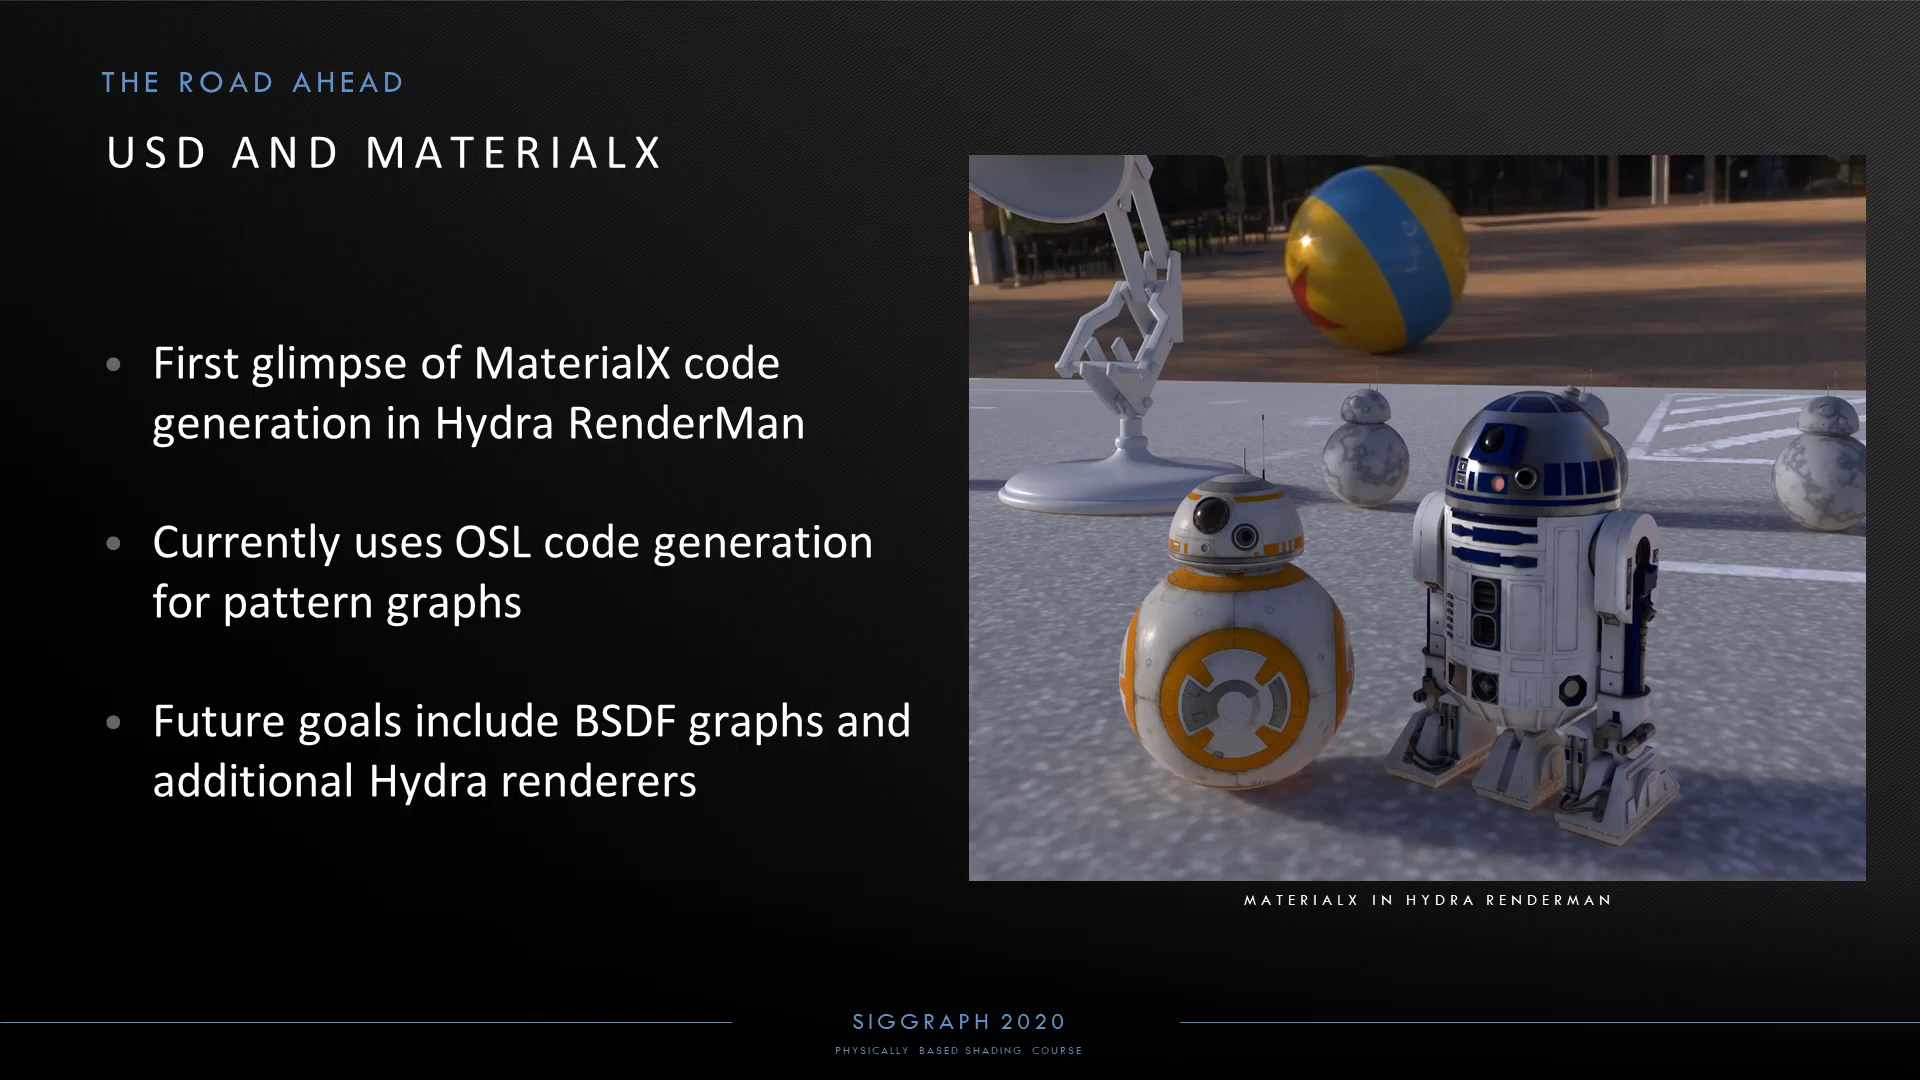 THE ROAD AHEAD
USD AND MATERIALX
• First glimpse of MaterialX code
generation in Hydra RenderMan
• Currently uses OSL code generation
for pattern graphs
• Future goals include BSDF graphs and
additional Hydra renderers
MATERIALX IN HYDRA RENDERMAN
SIGGRAPH 2020
PHYSICALLY BASED SHADING COURSE